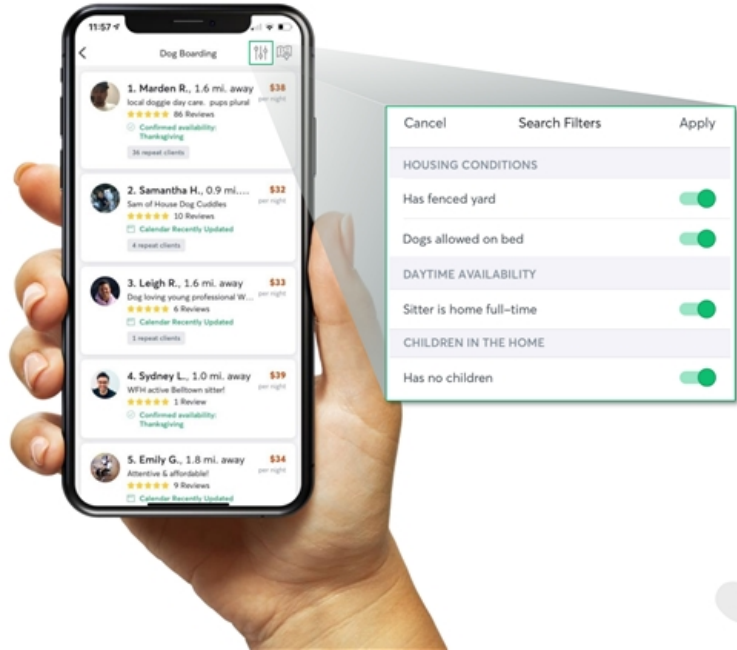 11:57
Dog Boarding
1. Marden R., 1.6 mi. away $38
local doggie day care. pups plural per night
86 Reviews
Confirmed availability:
Thanksgiving
36 repeat clients
2. Samantha H., 0.9 mi.... $32
Sam of House Dog Cuddles per night
10 Reviews
Calendar Recently Updated
4 repeat clients
3. Leigh R., 1.6 mi. away $33
Dog loving young professional W... per night
6 Reviews
Calendar Recently Updated
1 repeat clients
4. Sydney L., 1.0 mi. away $39
WFH active Belltown sitter! per night
1 Review
Confirmed availability:
Thanksgiving
5. Emily G., 1.8 mi. away $34
Attentive & affordable! per night
9 Reviews
Calendar Recently Updated
Cancel Search Filters Apply
HOUSING CONDITIONS
Has fenced yard
Dogs allowed on bed
DAYTIME AVAILABILITY
Sitter is home full-time
CHILDREN IN THE HOME
Has no children